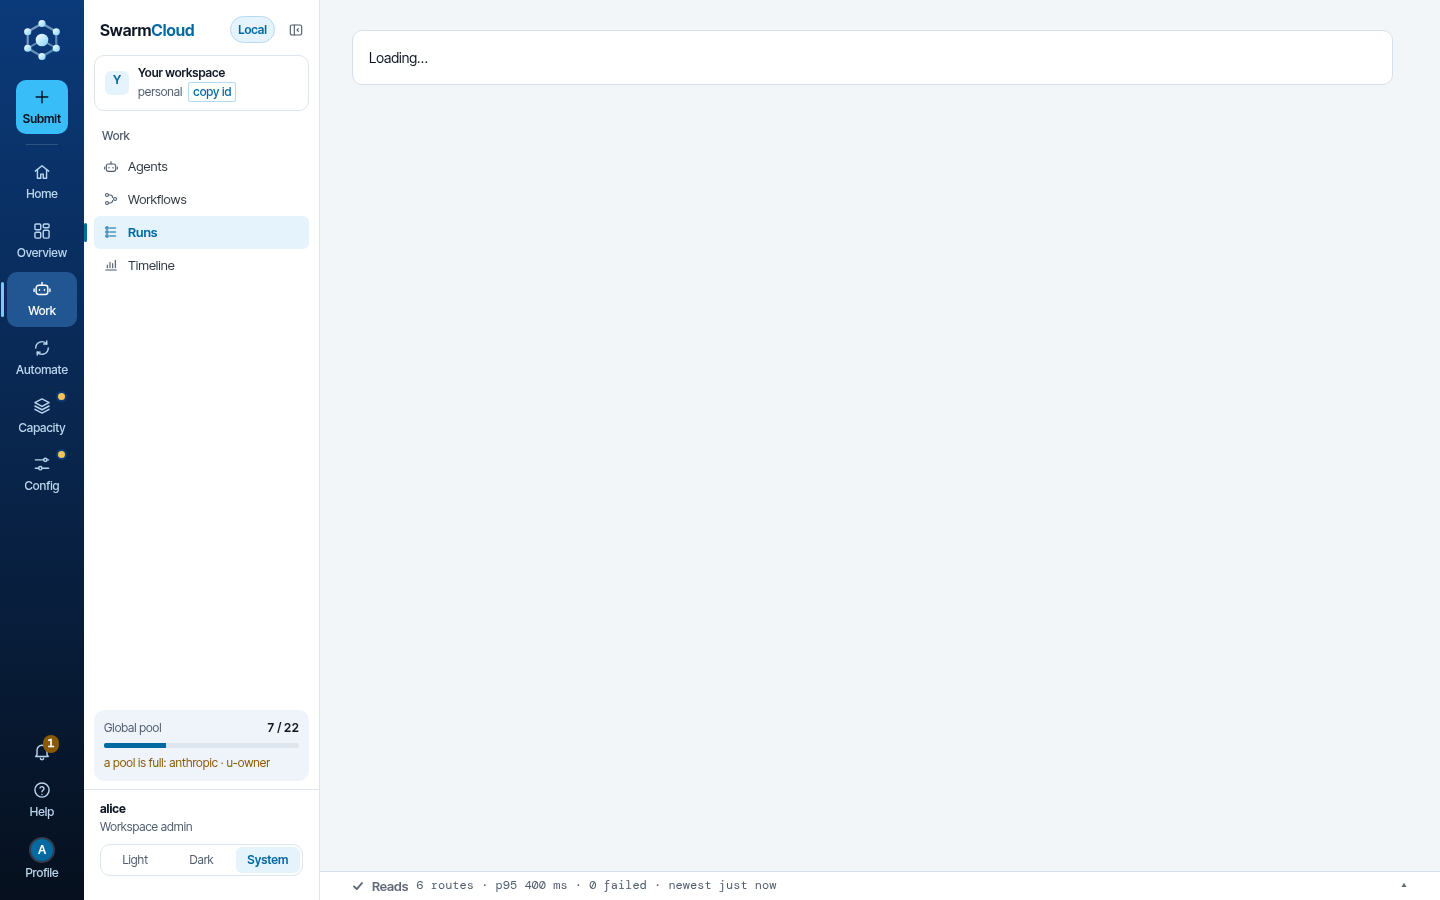 Submit
Home
Overview
Work
Automate
Capacity
Config
1
Help
A
Profile
SwarmCloud
Local
Y
Your workspace
personal copy id
Work
Agents
Workflows
Runs
Timeline
Global pool 7 / 22
a pool is full: anthropic · u-owner
alice
Workspace admin
Light Dark System
Loading...
Reads 6 routes · p95 400 ms · 0 failed · newest just now